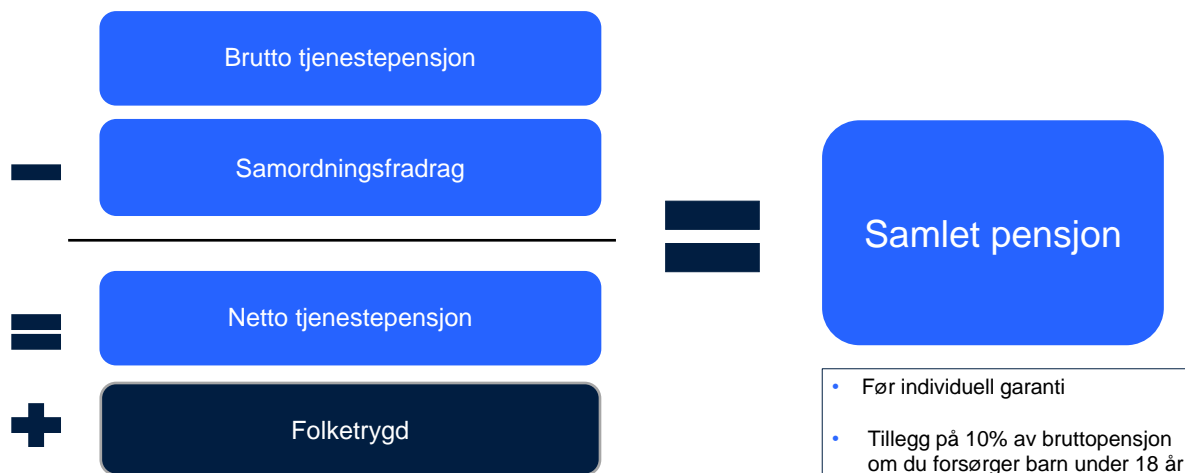 Brutto tjenestepensjon
Samordningsfradrag
Netto tjenestepensjon
Folketrygd
Samlet pensjon
• Før individuell garanti
• Tillegg på 10% av bruttopensjon
om du forsørger barn under 18 år